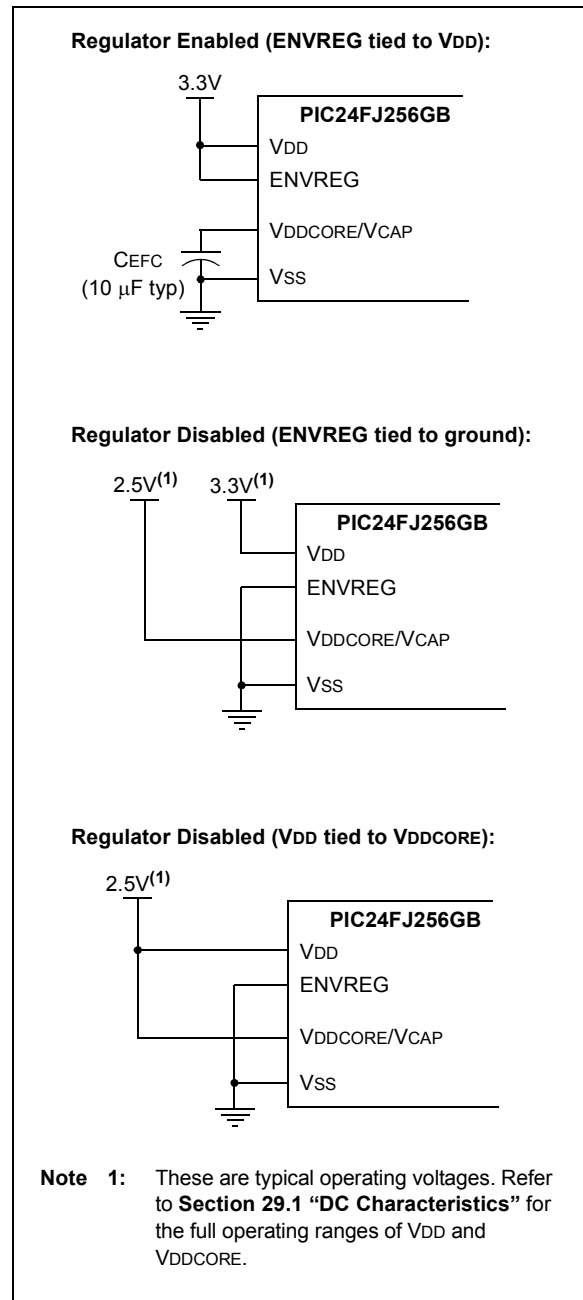 Regulator Enabled (ENVREG tied to VDD):
3.3V
PIC24FJ256GB
VDD
ENVREG
VDDCORE/VCAP
CEFC
(10 μF typ)
VSS
Regulator Disabled (ENVREG tied to ground):
2.5V(1) 3.3V(1)
PIC24FJ256GB
VDD
ENVREG
VDDCORE/VCAP
VSS
Regulator Disabled (VDD tied to VDDCORE):
2.5V(1)
PIC24FJ256GB
VDD
ENVREG
VDDCORE/VCAP
VSS
Note 1: These are typical operating voltages. Refer
to Section 29.1 “DC Characteristics” for
the full operating ranges of VDD and
VDDCORE.